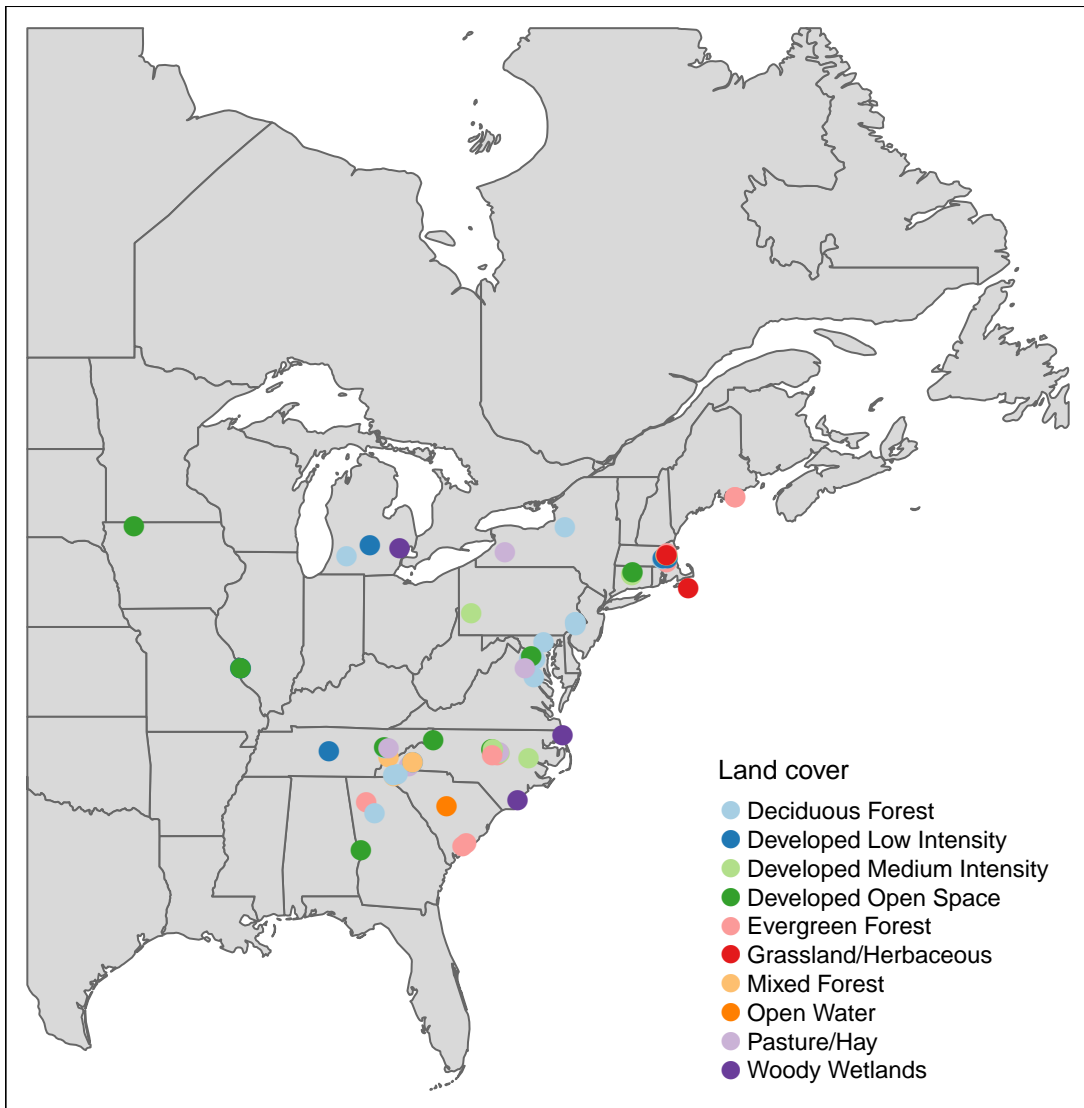 Land cover
Deciduous Forest
Developed Low Intensity
Developed Medium Intensity
Developed Open Space
Evergreen Forest
Grassland/Herbaceous
Mixed Forest
Open Water
Pasture/Hay
Woody Wetlands